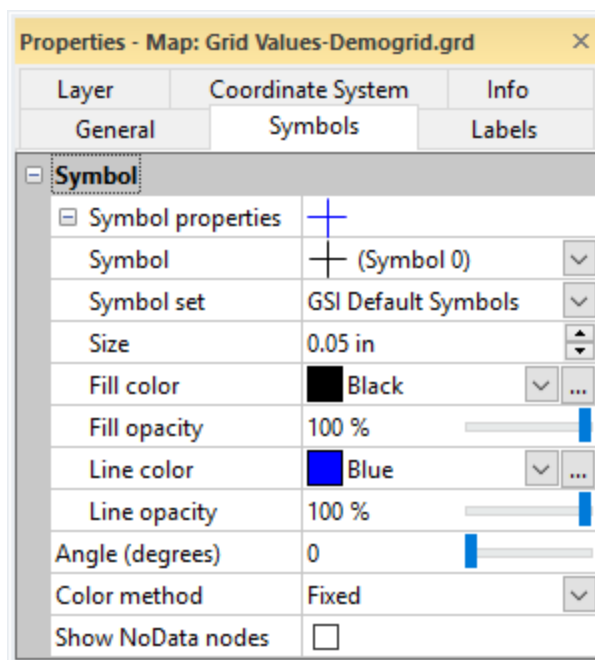 Properties - Map: Grid Values-Demogrid.grd
Layer Coordinate System Info
General Symbols Labels
Symbol
Symbol properties
Symbol (Symbol 0)
Symbol set GSI Default Symbols
Size 0.05 in
Fill color Black ...
Fill opacity 100 %
Line color Blue ...
Line opacity 100 %
Angle (degrees) 0
Color method Fixed
Show NoData nodes